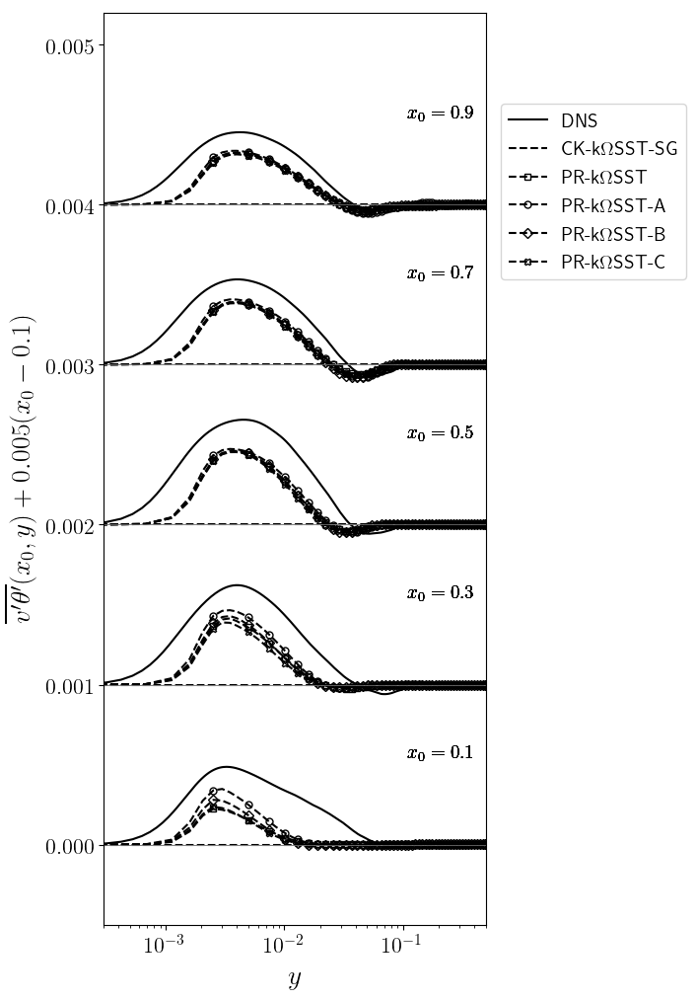 0.005
0.004
0.003
0.002
0.001
0.000
$\overline{v'\theta'}(x_0, y) + 0.005(x_0 - 0.1)$
$x_0 = 0.9$
$x_0 = 0.7$
$x_0 = 0.5$
$x_0 = 0.3$
$x_0 = 0.1$
$10^{-3}$ $10^{-2}$ $10^{-1}$
$y$
DNS
CK-kΩSST-SG
PR-kΩSST
PR-kΩSST-A
PR-kΩSST-B
PR-kΩSST-C